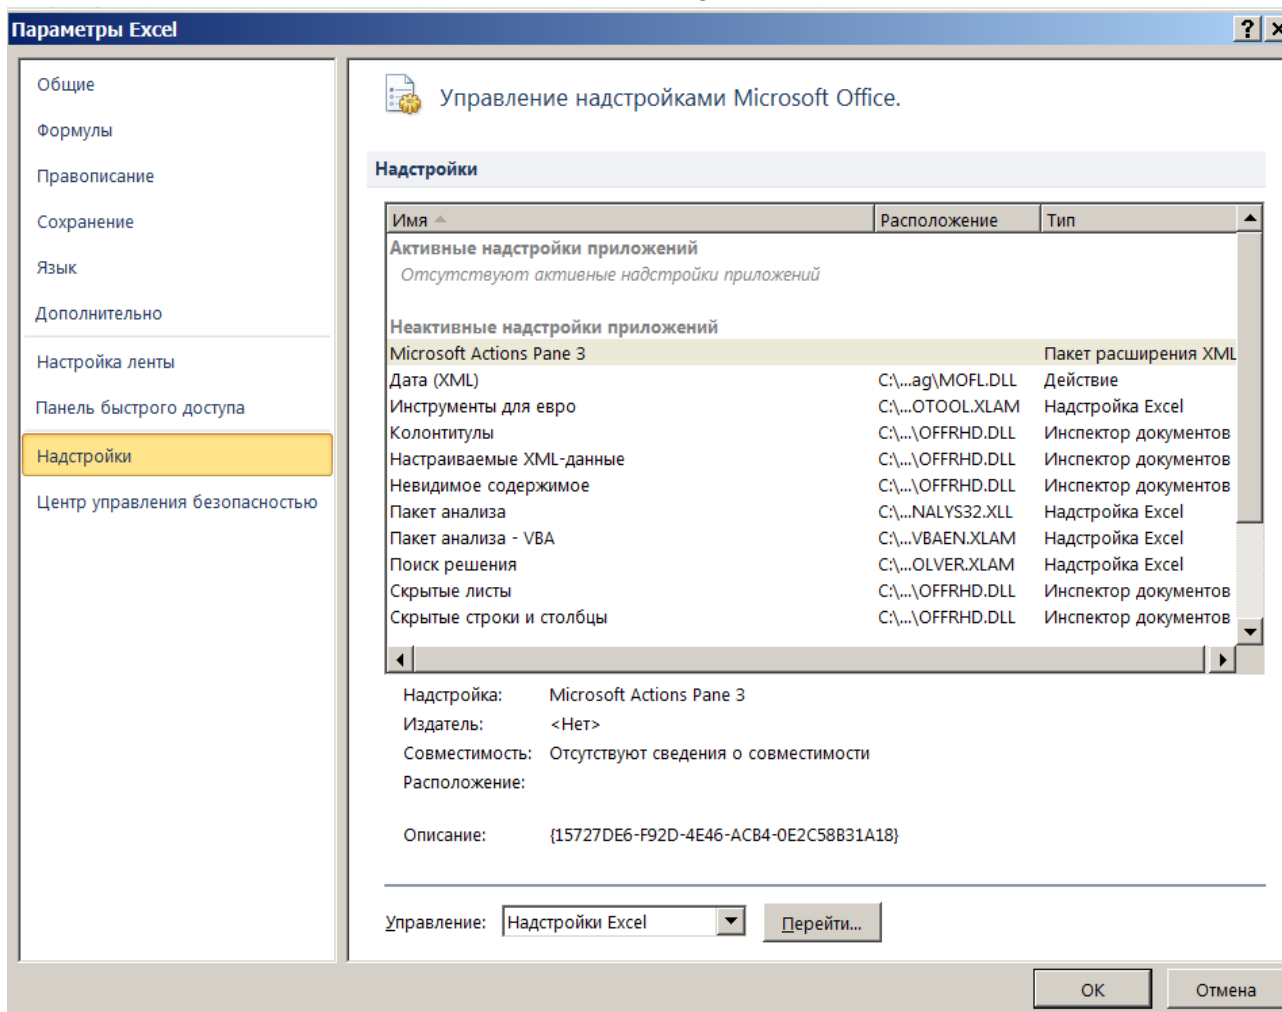 Параметры Excel
Общие
Формулы
Правописание
Сохранение
Язык
Дополнительно
Настройка ленты
Панель быстрого доступа
Надстройки
Центр управления безопасностью
Управление надстройками Microsoft Office.
Надстройки
Имя Расположение Тип
Активные надстройки приложений
Отсутствуют активные надстройки приложений
Неактивные надстройки приложений
Microsoft Actions Pane 3 Пакет расширения XML
Дата (XML) C:\...ag\MOFL.DLL Действие
Инструменты для евро C:\...OTOOL.XLAM Надстройка Excel
Колонтитулы C:\...\OFFRHD.DLL Инспектор документов
Настраиваемые XML-данные C:\...\OFFRHD.DLL Инспектор документов
Невидимое содержимое C:\...\OFFRHD.DLL Инспектор документов
Пакет анализа C:\...NALYS32.XLL Надстройка Excel
Пакет анализа - VBA C:\...VBAEN.XLAM Надстройка Excel
Поиск решения C:\...OLVER.XLAM Надстройка Excel
Скрытые листы C:\...\OFFRHD.DLL Инспектор документов
Скрытые строки и столбцы C:\...\OFFRHD.DLL Инспектор документов
Надстройка: Microsoft Actions Pane 3
Издатель: <Нет>
Совместимость: Отсутствуют сведения о совместимости
Расположение:
Описание: {15727DE6-F92D-4E46-ACB4-0E2C58B31A18}
Управление: Надстройки Excel Перейти...
ОК Отмена